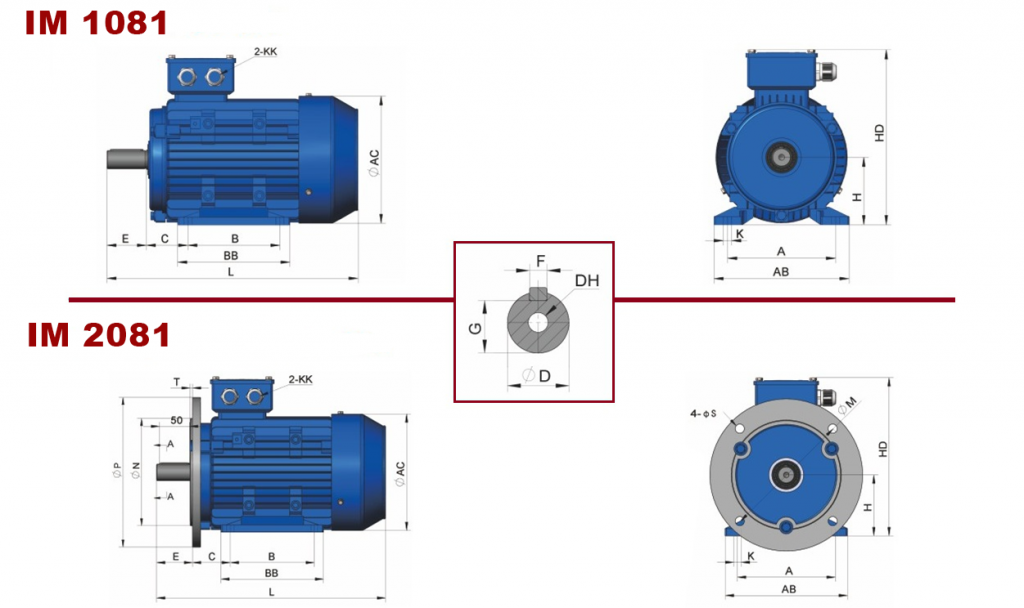 IM 1081
2-KK
∅ AC
E C B
BB
L
HD
H
K
A
AB
F
DH
G
∅ D
IM 2081
T
2-KK
50
A
A
∅ P
∅ N
∅ AC
E C B
BB
L
4-φS
∅ M
HD
H
K
A
AB